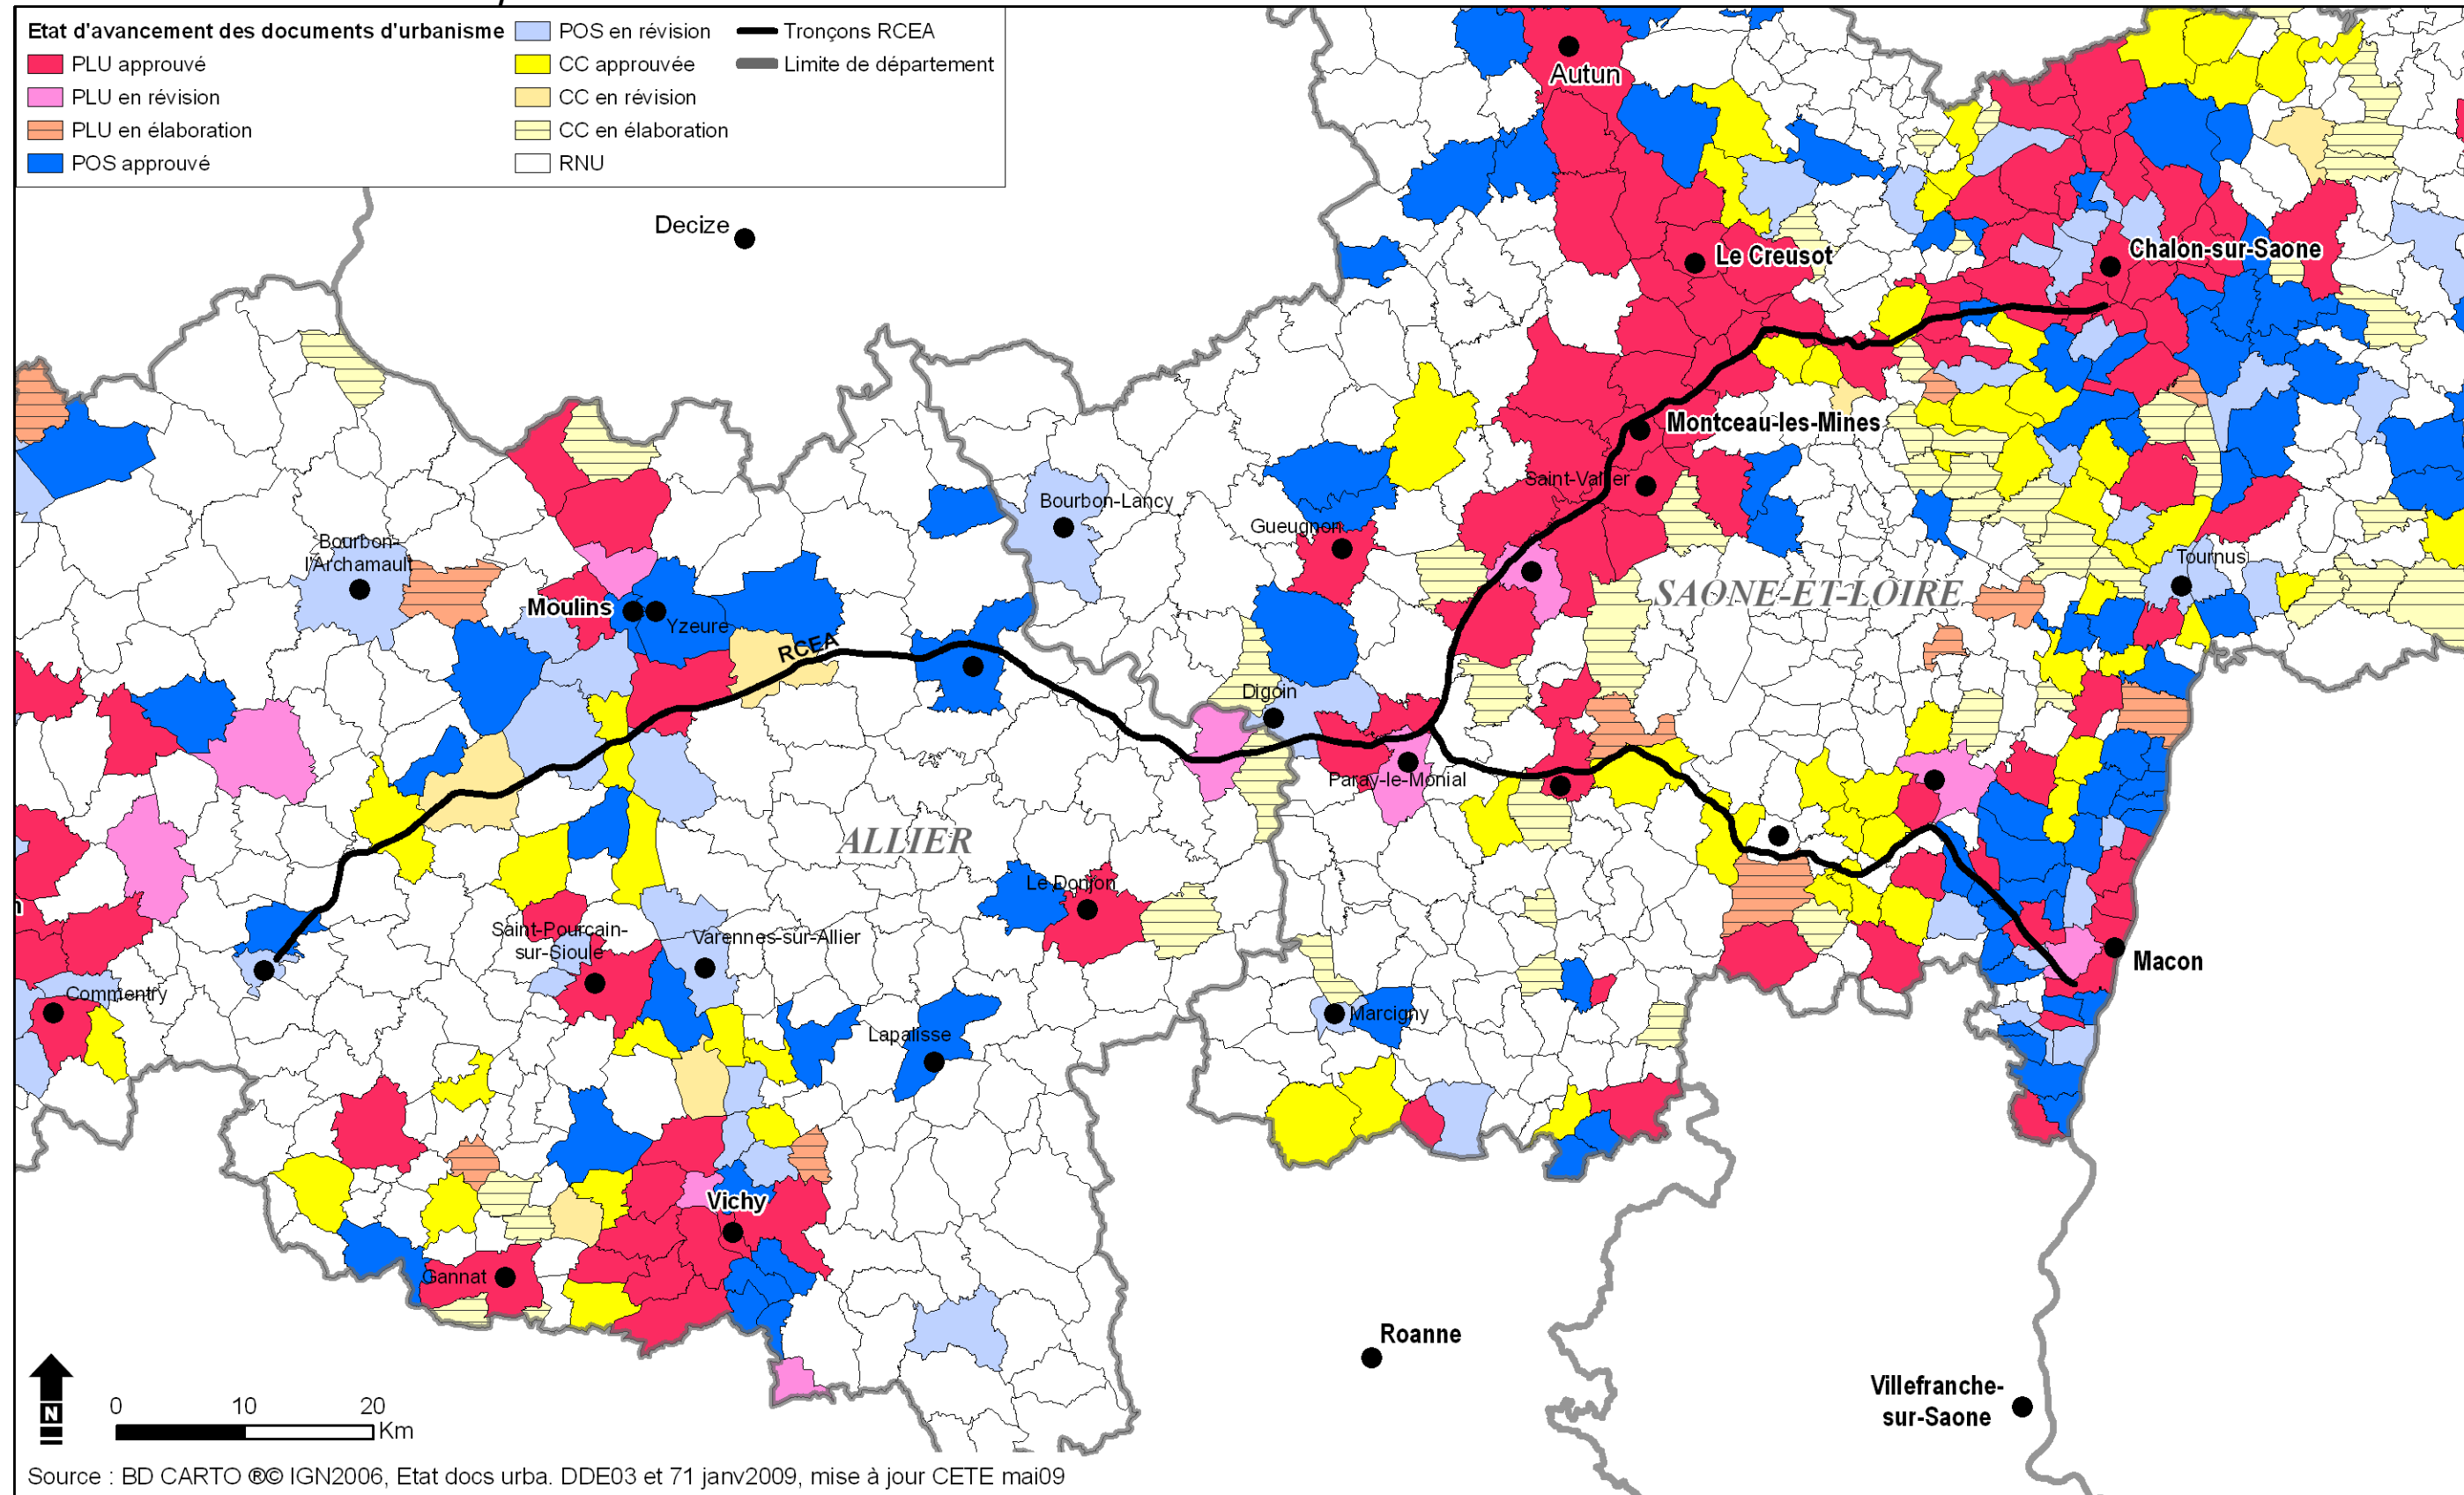 Etat d'avancement des documents d'urbanisme
PLU approuvé
PLU en révision
PLU en élaboration
POS approuvé
POS en révision
CC approuvée
CC en révision
CC en élaboration
RNU
Tronçons RCEA
Limite de département
Autun
Decize
Le Creusot
Chalon-sur-Saone
Montceau-les-Mines
Saint-Vallier
Bourbon-Lancy
Gueugnon
Bourbon-
l'Archamault
Tournus
SAONE-ET-LOIRE
Moulins
Yzeure
RCEA
Digoin
Paray-le-Monial
ALLIER
Le Donjon
n
Saint-Pourcain-
sur-Sioule
Varennes-sur-Allier
Macon
Commentry
Marcigny
Lapalisse
Vichy
Gannat
Roanne
Villefranche-
sur-Saone
N
0 10 20
Km
Source : BD CARTO ®© IGN2006, Etat docs urba. DDE03 et 71 janv2009, mise à jour CETE mai09